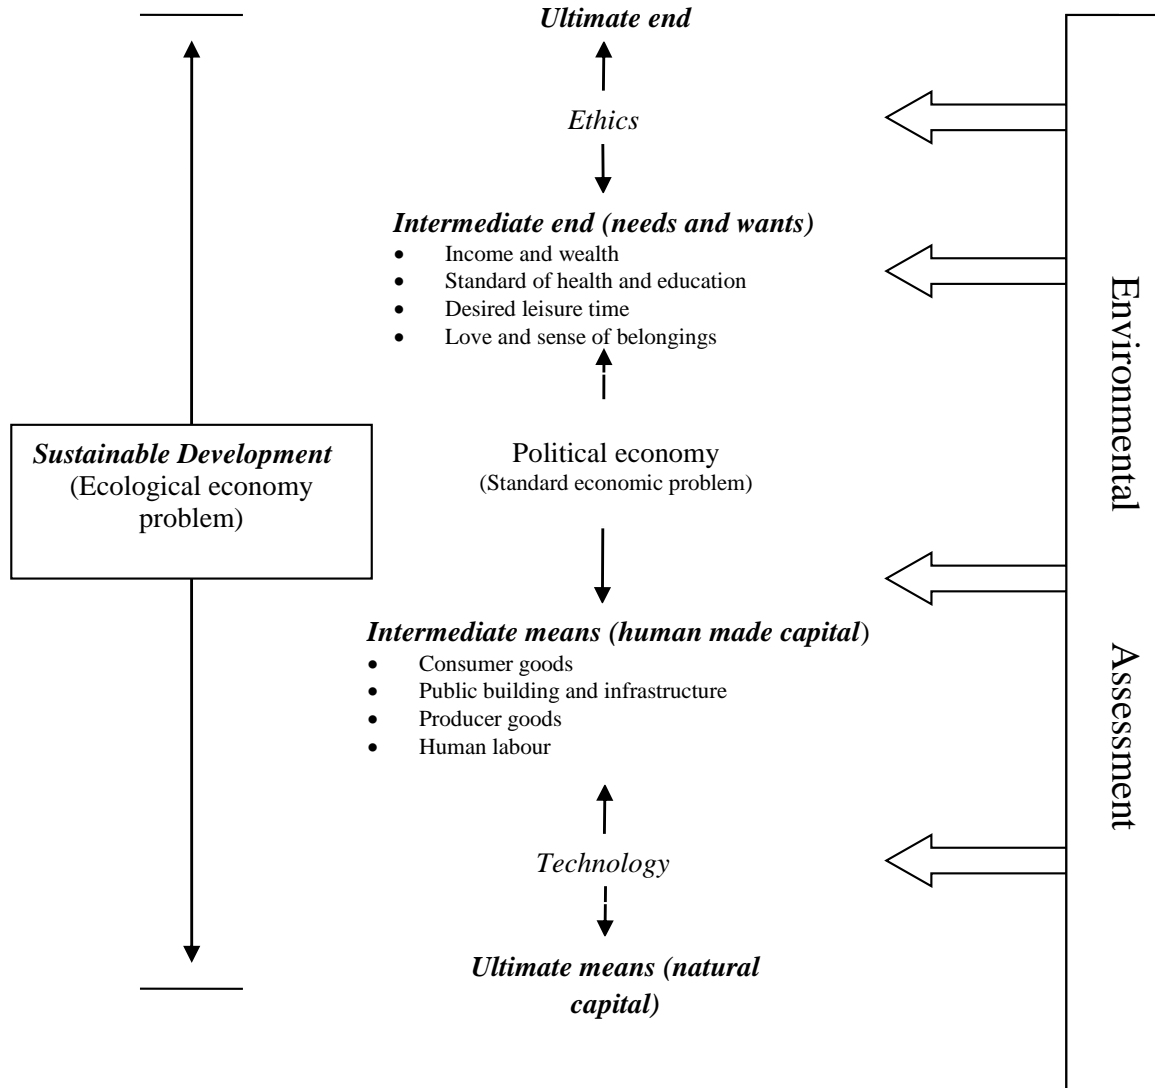 Ultimate end
Ethics
Intermediate end (needs and wants)
• Income and wealth
• Standard of health and education
• Desired leisure time
• Love and sense of belongings
Sustainable Development
(Ecological economy
problem)
Political economy
(Standard economic problem)
Intermediate means (human made capital)
• Consumer goods
• Public building and infrastructure
• Producer goods
• Human labour
Technology
Ultimate means (natural
capital)
Environmental Assessment